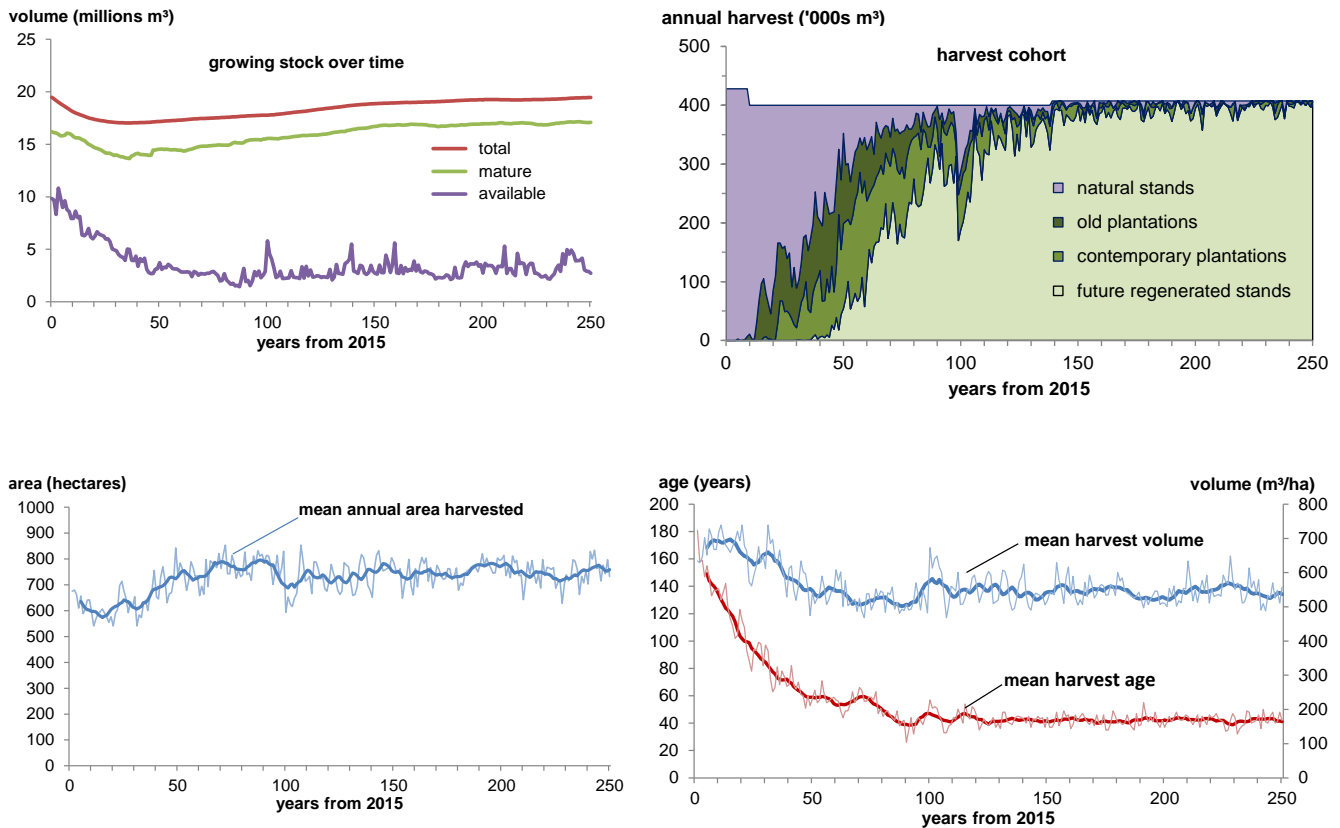 volume (millions m³)
growing stock over time
25
20
15
10
5
0
total
mature
available
0 50 100 150 200 250
years from 2015
annual harvest ('000s m³)
harvest cohort
500
400
300
200
100
0
natural stands
old plantations
contemporary plantations
future regenerated stands
0 50 100 150 200 250
years from 2015
area (hectares)
mean annual area harvested
1000
900
800
700
600
500
400
300
200
100
0
0 50 100 150 200 250
years from 2015
age (years)
volume (m³/ha)
200
180
160
140
120
100
80
60
40
20
0
mean harvest volume
mean harvest age
800
700
600
500
400
300
200
100
0
0 50 100 150 200 250
years from 2015